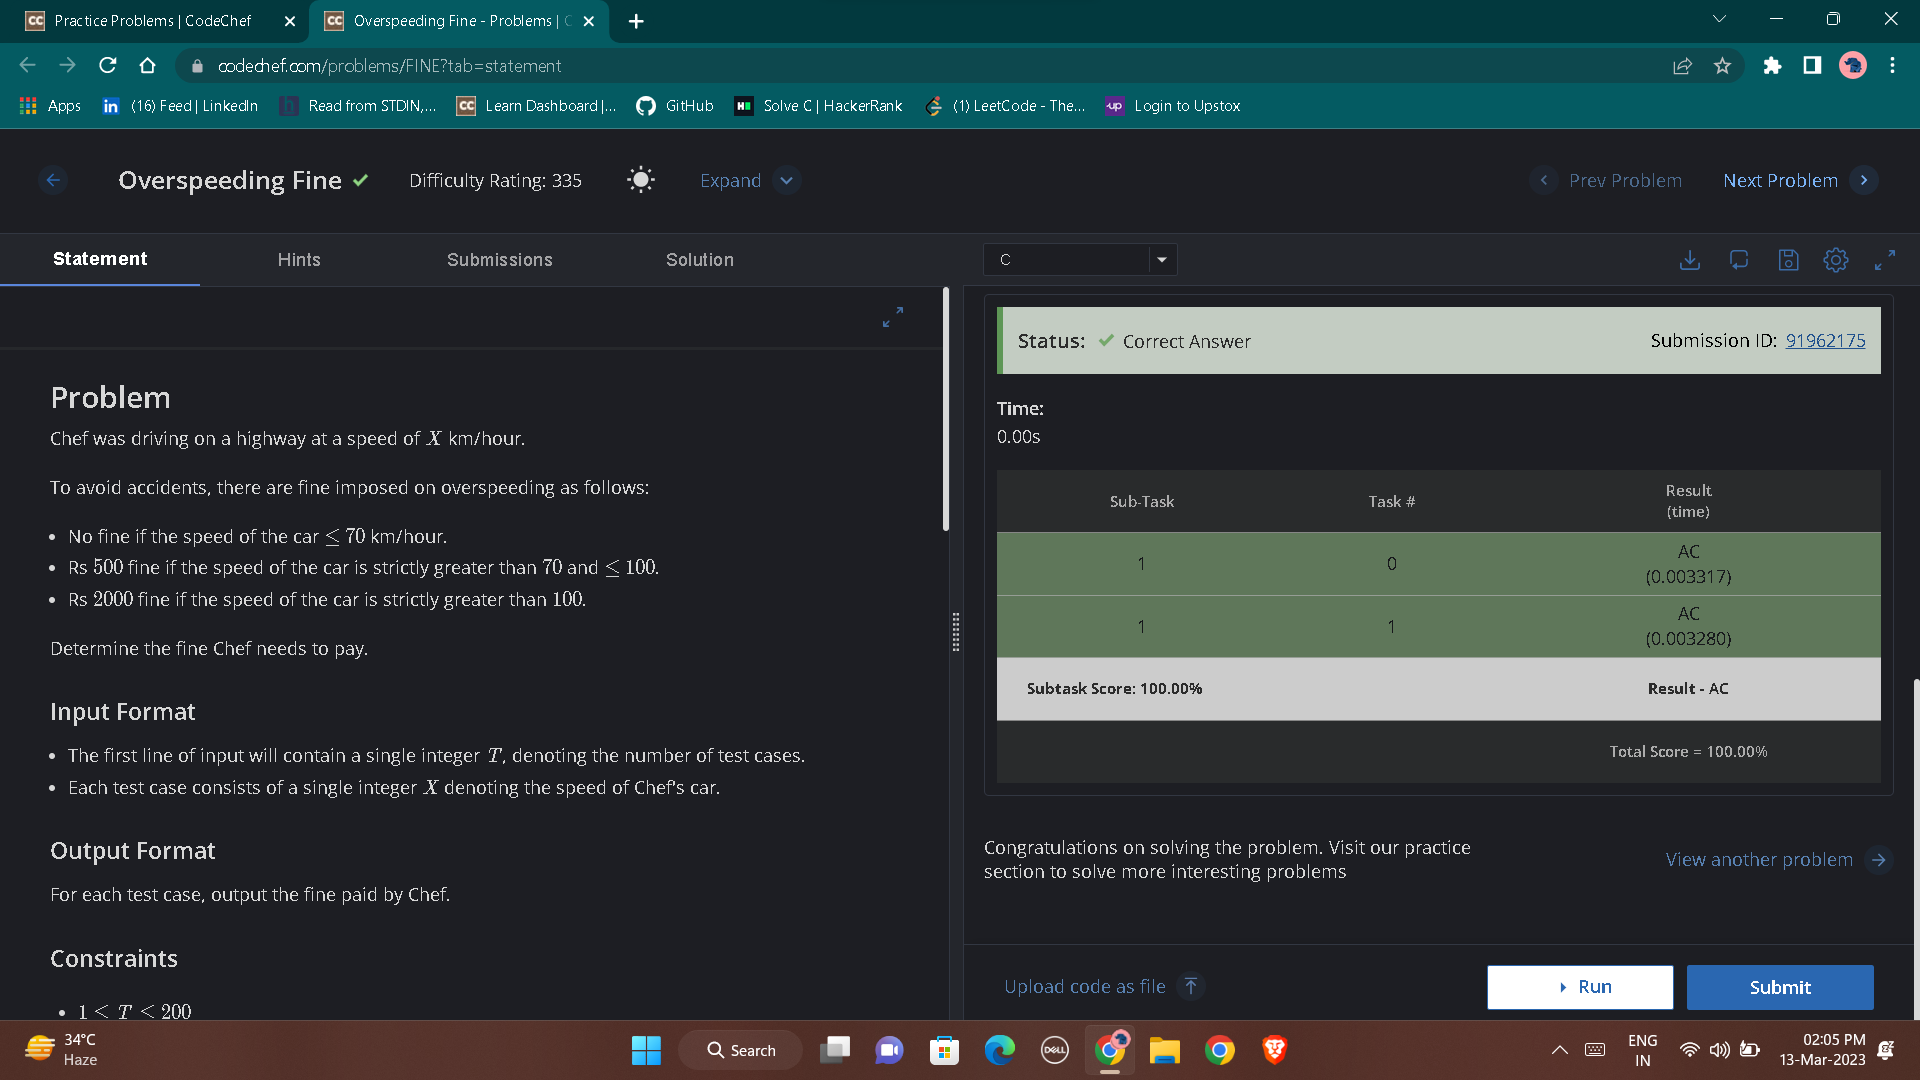 Practice Problems | CodeChef
Overspeeding Fine - Problems | C
codechef.com/problems/FINE?tab=statement
Apps
(16) Feed | LinkedIn
Read from STDIN,...
Learn Dashboard |...
GitHub
Solve C | HackerRank
(1) LeetCode - The...
Login to Upstox
Overspeeding Fine
Difficulty Rating: 335
Expand
Prev Problem
Next Problem
Statement
Hints
Submissions
Solution
C
Problem
Chef was driving on a highway at a speed of X km/hour.
To avoid accidents, there are fine imposed on overspeeding as follows:
• No fine if the speed of the car ≤ 70 km/hour.
• Rs 500 fine if the speed of the car is strictly greater than 70 and ≤ 100.
• Rs 2000 fine if the speed of the car is strictly greater than 100.
Determine the fine Chef needs to pay.
Input Format
• The first line of input will contain a single integer T, denoting the number of test cases.
• Each test case consists of a single integer X denoting the speed of Chef's car.
Output Format
For each test case, output the fine paid by Chef.
Constraints
• 1 ≤ T ≤ 200
Status: ✓ Correct Answer
Submission ID: 91962175
Time:
0.00s
Sub-Task Task # Result
(time)
1 0 AC
(0.003317)
1 1 AC
(0.003280)
Subtask Score: 100.00% Result - AC
Total Score = 100.00%
Congratulations on solving the problem. Visit our practice
section to solve more interesting problems
View another problem
Upload code as file
Run
Submit
34°C
Haze
Search
DELL
ENG
IN
02:05 PM
13-Mar-2023